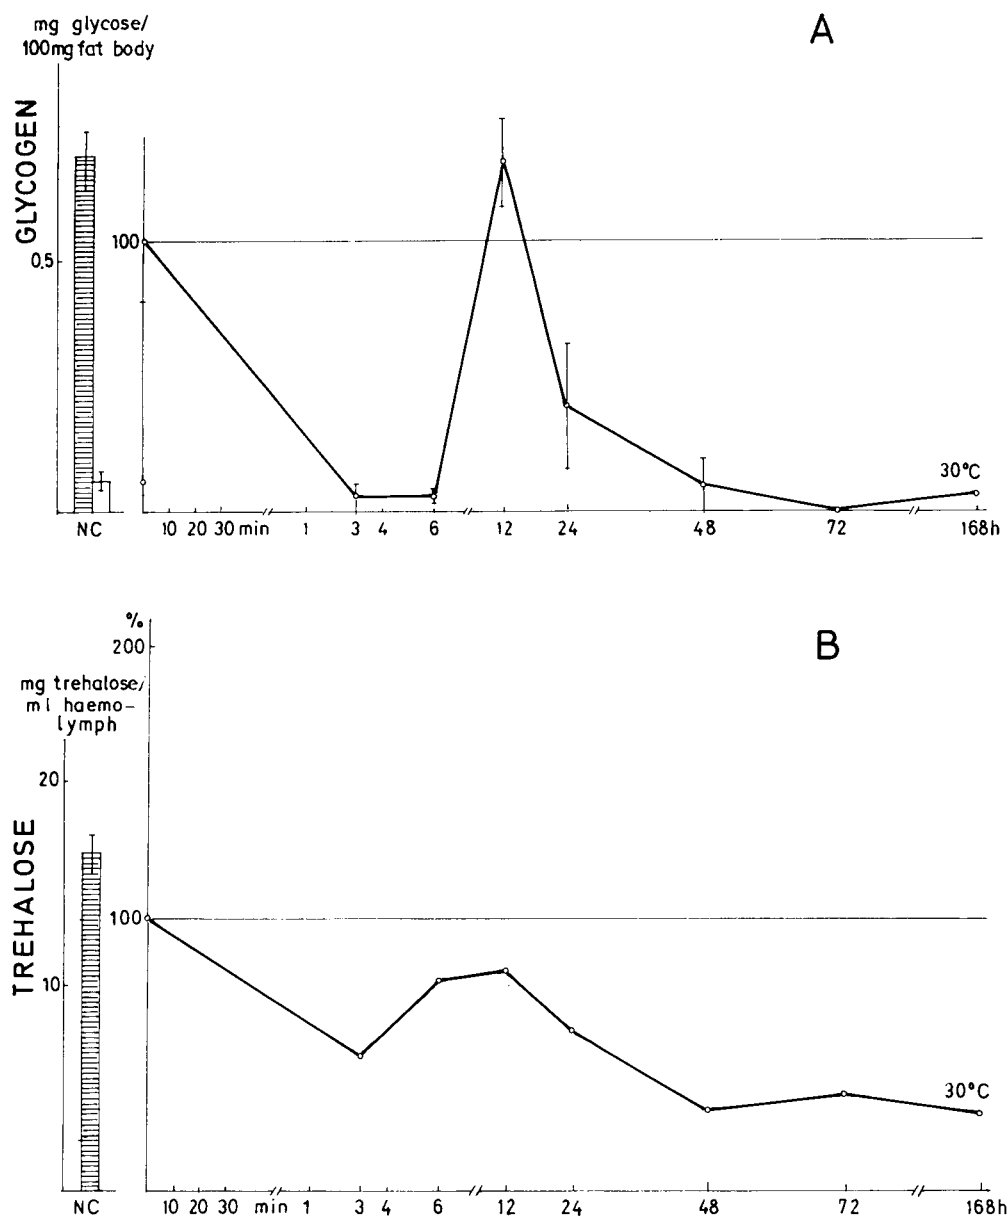 mg glycose/
100mg fat body
A
GLYCOGEN
100
0.5
30°C
NC
10 20 30 min 1 3 4 6 12 24 48 72 168h
%
200
B
mg trehalose/
ml haemo-
lymph
20
TREHALOSE
100
10
30°C
NC
10 20 30 min 1 3 4 6 12 24 48 72 168h